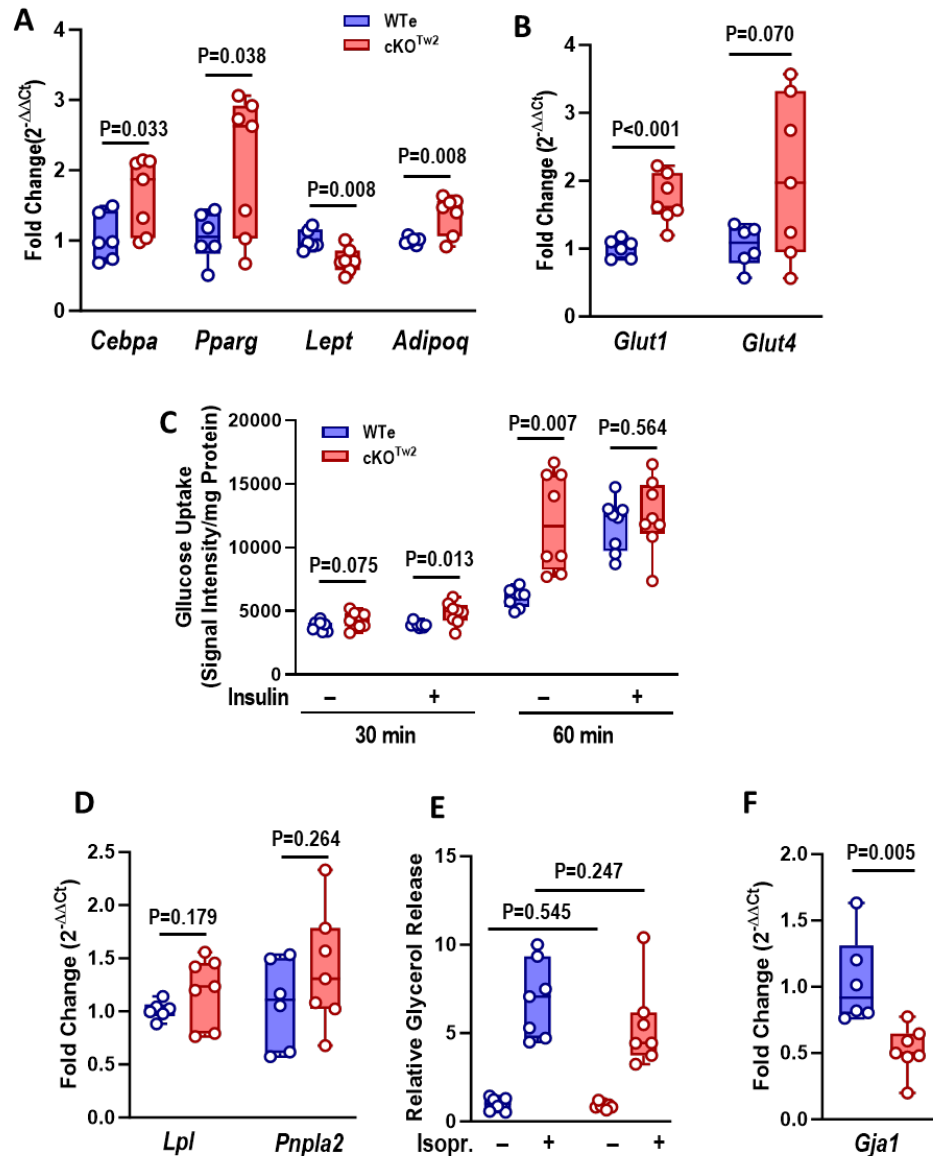 A
WTe
cKO^Tw2
Fold Change(2^-ΔΔCt)
4
3
2
1
0
P=0.033
P=0.038
P=0.008
P=0.008
Cebpa
Pparg
Lept
Adipoq
B
Fold Change (2^-ΔΔCt)
4
3
2
1
0
P<0.001
P=0.070
Glut1
Glut4
C
WTe
cKO^Tw2
Gllucose Uptake
(Signal Intensity/mg Protein)
20000
15000
10000
5000
0
P=0.075
P=0.013
P=0.007
P=0.564
Insulin – + – +
30 min 60 min
D
Fold Change (2^-ΔΔCt)
2.5
2.0
1.5
1.0
0.5
0.0
P=0.179
P=0.264
Lpl
Pnpla2
E
Relative Glycerol Release
15
10
5
0
P=0.247
P=0.545
Isopr. – + – +
F
Fold Change (2^-ΔΔCt)
2.0
1.5
1.0
0.5
0.0
P=0.005
Gja1